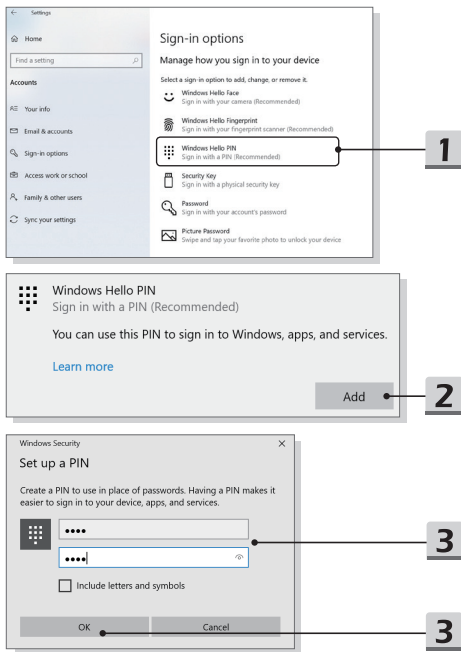 Settings
Home
Find a setting
Accounts
Your info
Email & accounts
Sign-in options
Access work or school
Family & other users
Sync your settings
Sign-in options
Manage how you sign in to your device
Select a sign-in option to add, change, or remove it.
Windows Hello Face
Sign in with your camera (Recommended)
Windows Hello Fingerprint
Sign in with your fingerprint scanner (Recommended)
Windows Hello PIN
Sign in with a PIN (Recommended)
Security Key
Sign in with a physical security key
Password
Sign in with your account's password
Picture Password
Swipe and tap your favorite photo to unlock your device
1
Windows Hello PIN
Sign in with a PIN (Recommended)
You can use this PIN to sign in to Windows, apps, and services.
Learn more
Add
2
Windows Security
Set up a PIN
Create a PIN to use in place of passwords. Having a PIN makes it
easier to sign in to your device, apps, and services.
3
Include letters and symbols
OK
Cancel
3